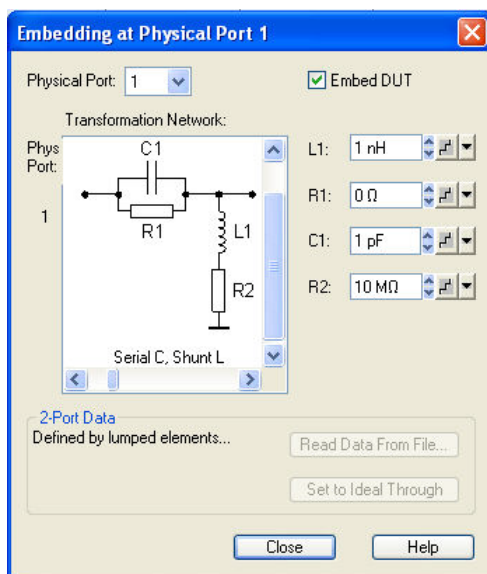 Embedding at Physical Port 1
Physical Port: 1
Embed DUT
Transformation Network:
Phys
Port:
1
C1
R1
L1
R2
Serial C, Shunt L
L1: 1 nH
R1: 0 Ω
C1: 1 pF
R2: 10 MΩ
2-Port Data
Defined by lumped elements...
Read Data From File...
Set to Ideal Through
Close
Help